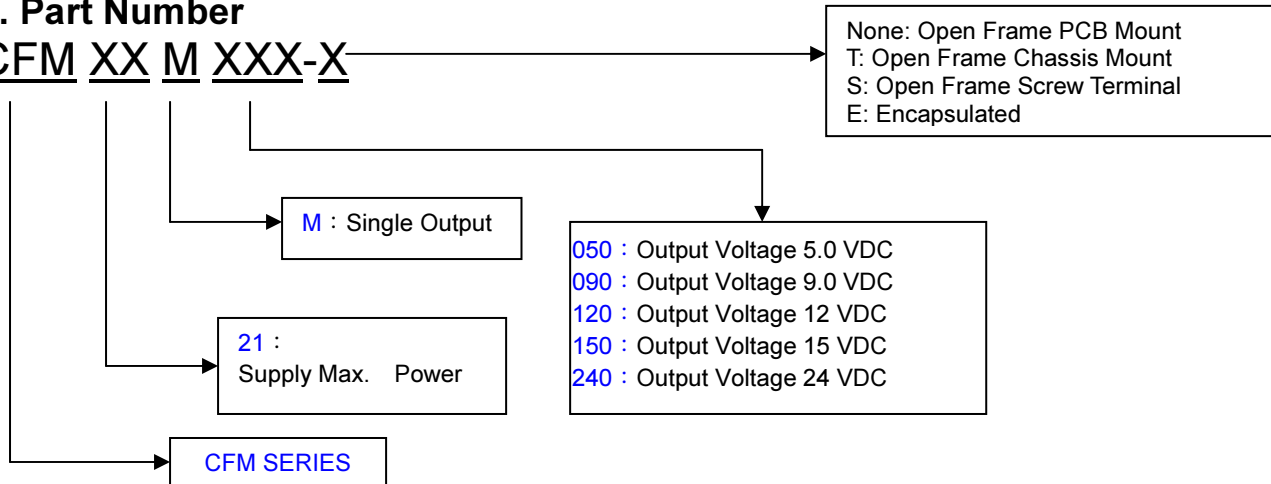 . Part Number
CFM XX M XXX-X
None: Open Frame PCB Mount
T: Open Frame Chassis Mount
S: Open Frame Screw Terminal
E: Encapsulated
M：Single Output
050：Output Voltage 5.0 VDC
090：Output Voltage 9.0 VDC
120：Output Voltage 12 VDC
150：Output Voltage 15 VDC
240：Output Voltage 24 VDC
21：
Supply Max. Power
CFM SERIES